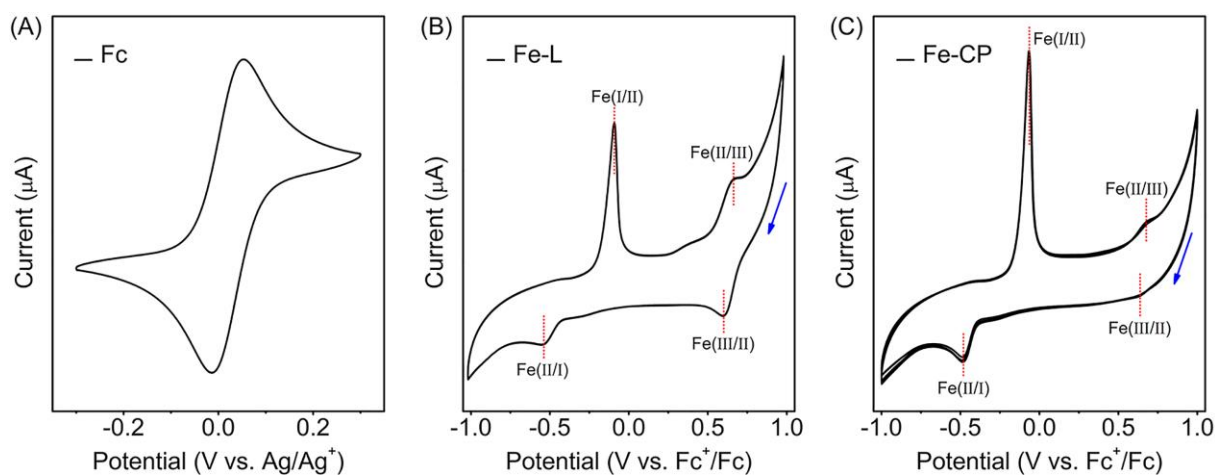 (A)
Fc
Current (μA)
-0.2
0.0
0.2
Potential (V vs. Ag/Ag⁺)
(B)
Fe-L
Fe(I/II)
Fe(II/III)
Fe(III/II)
Fe(II/I)
Current (μA)
-1.0
-0.5
0.0
0.5
1.0
Potential (V vs. Fc⁺/Fc)
(C)
Fe-CP
Fe(I/II)
Fe(II/III)
Fe(III/II)
Fe(II/I)
Current (μA)
-1.0
-0.5
0.0
0.5
1.0
Potential (V vs. Fc⁺/Fc)